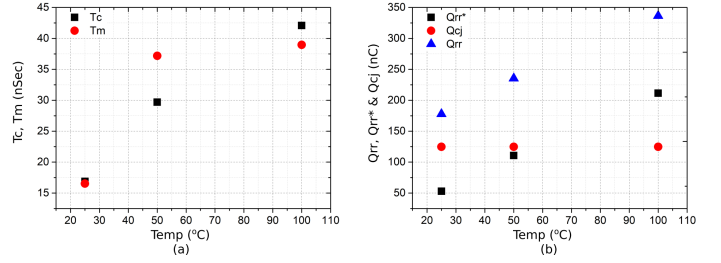 45
40
35
30
25
20
15
Tc, Tm (nSec)
Tc
Tm
20 30 40 50 60 70 80 90 100 110
Temp (°C)
(a)
350
300
250
200
150
100
50
Qrr, Qrr* & Qcj (nC)
Qrr*
Qcj
Qrr
20 30 40 50 60 70 80 90 100 110
Temp (°C)
(b)